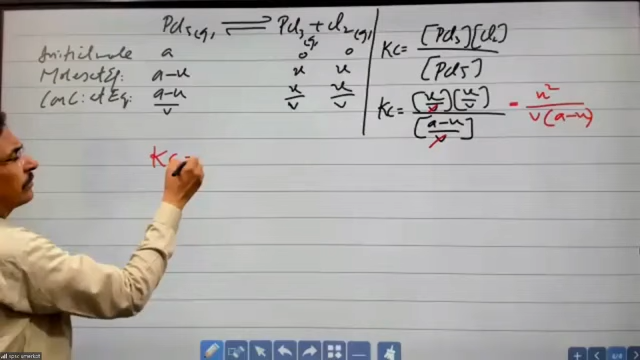 PCl5(g) ⇌ PCl3(g) + Cl2(g)
Initial mole a 0 0
Moles at Eq: a-x x x
Conc: at Eq: a-x/v x/v x/v
Kc = [PCl3][Cl2] / [PCl5]
Kc = [x/v][x/v] / [a-x/v] = x² / v(a-x)
Kc =